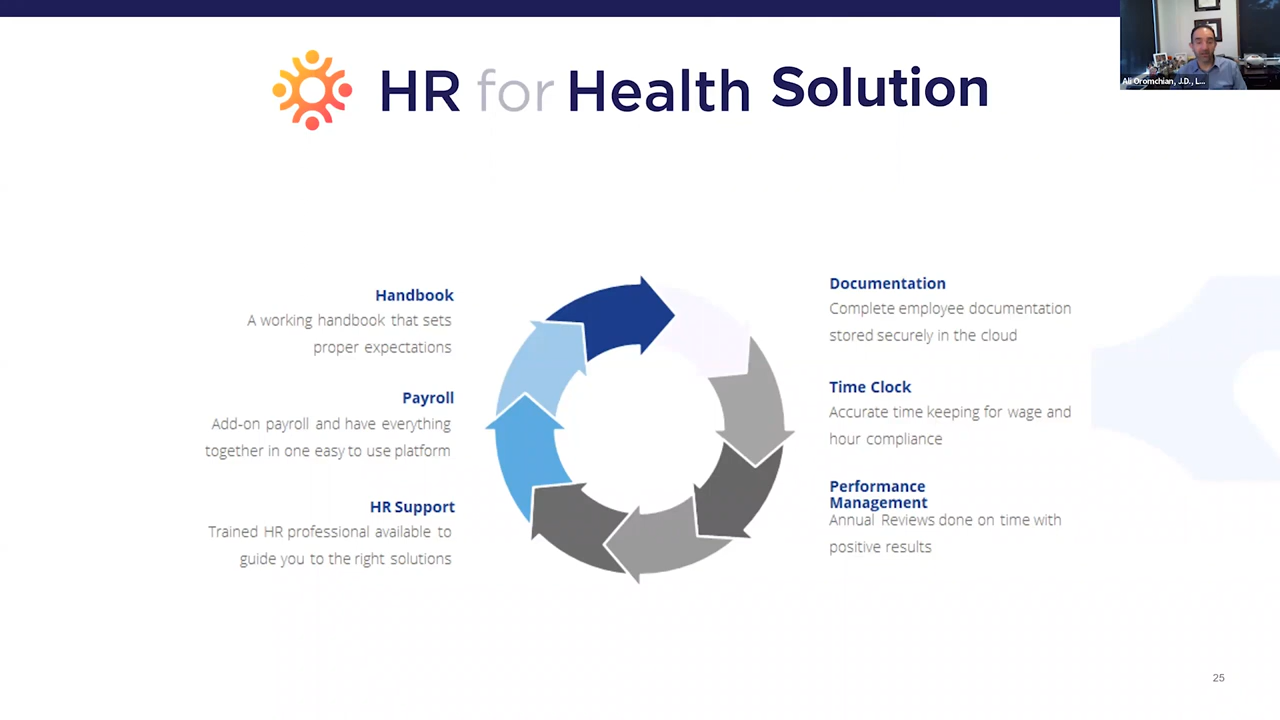 HR for Health Solution
Ali Oromchian, J.D., L...
Handbook
A working handbook that sets
proper expectations
Payroll
Add-on payroll and have everything
together in one easy to use platform
HR Support
Trained HR professional available to
guide you to the right solutions
Documentation
Complete employee documentation
stored securely in the cloud
Time Clock
Accurate time keeping for wage and
hour compliance
Performance
Management
Annual Reviews done on time with
positive results
25